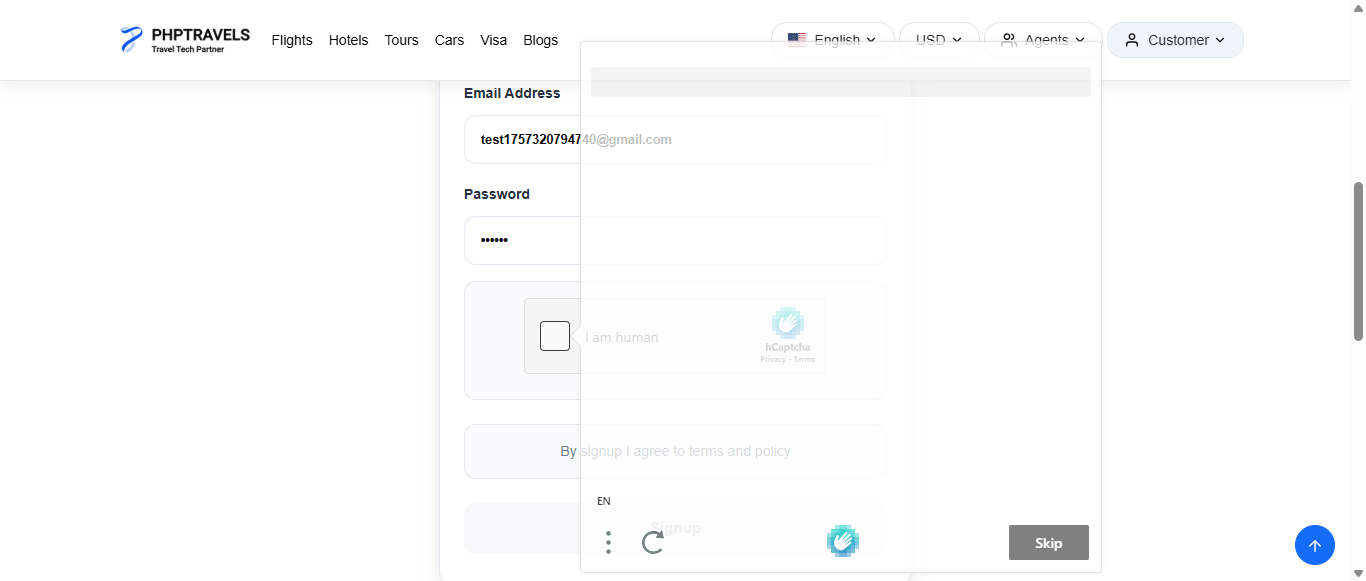 PHPTRAVELS
Travel Tech Partner
Flights Hotels Tours Cars Visa Blogs
English USD Agents Customer
Email Address
test1757320794740@gmail.com
Password
••••••
I am human
hCaptcha
Privacy - Terms
By signup I agree to terms and policy
EN
Signup
Skip